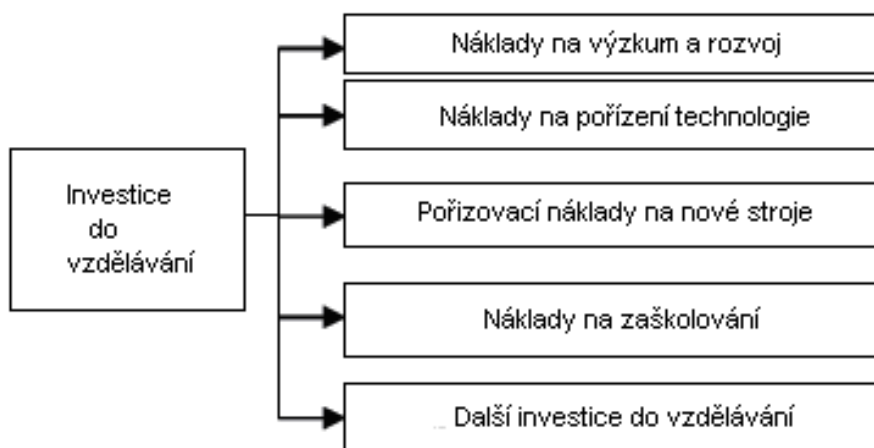 Náklady na výzkum a rozvoj
Náklady na pořízení technologie
Investice
do
vzdělávání
Pořizovací náklady na nové stroje
Náklady na zaškolování
Další investice do vzdělávání